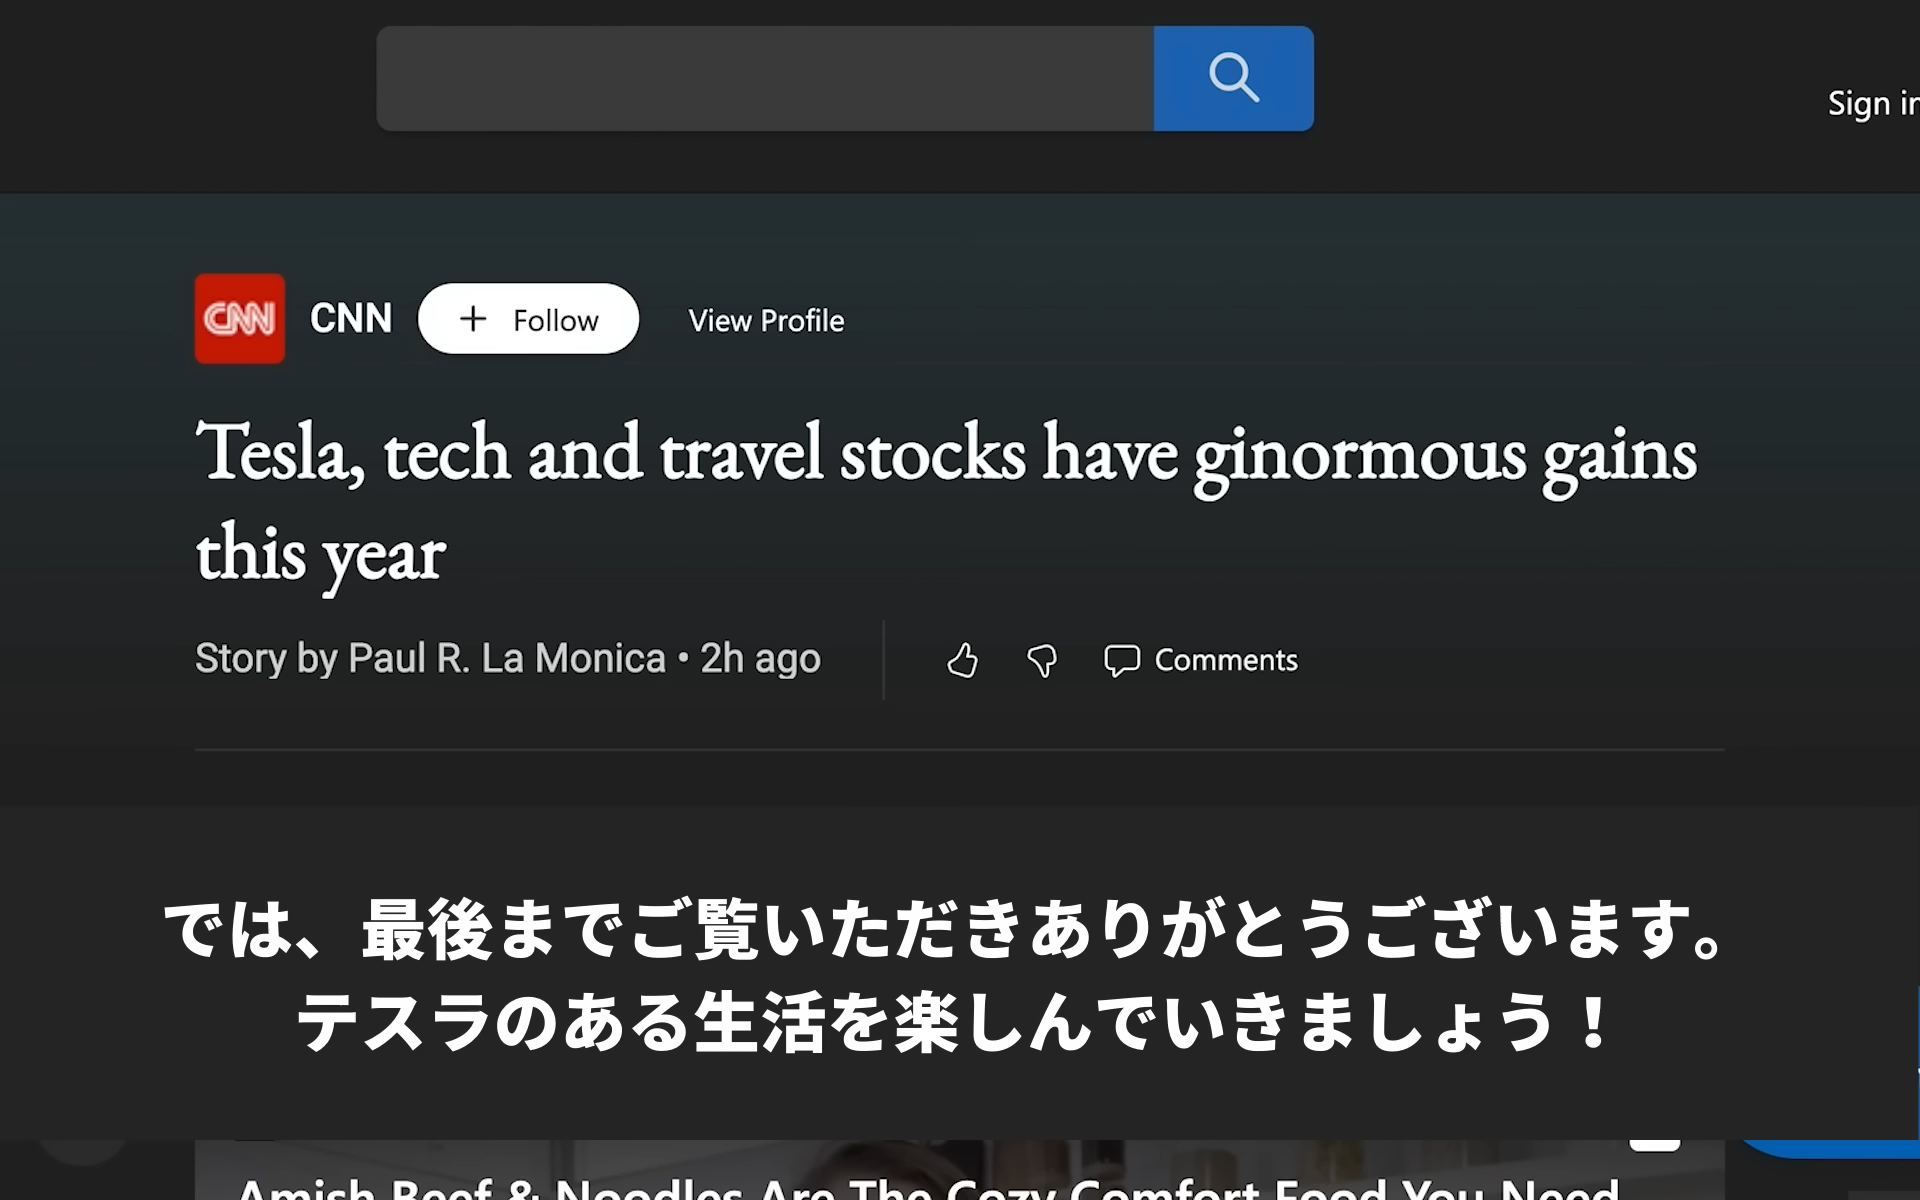 Sign in
CNN
CNN
+ Follow
View Profile
Tesla, tech and travel stocks have ginormous gains
this year
Story by Paul R. La Monica • 2h ago
Comments
では、最後までご覧いただきありがとうございます。
テスラのある生活を楽しんでいきましょう！
Amish Beef & Noodles Are The Cozy Comfort Food You Need